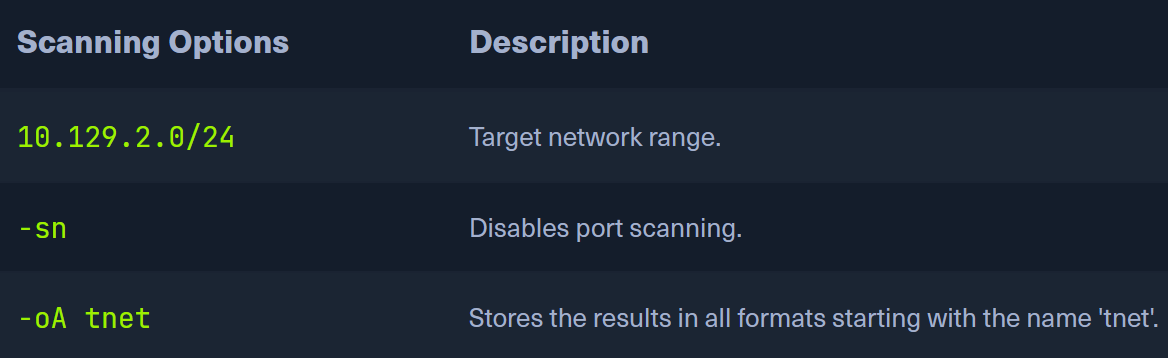 Scanning Options Description
10.129.2.0/24 Target network range.
-sn Disables port scanning.
-oA tnet Stores the results in all formats starting with the name 'tnet'.